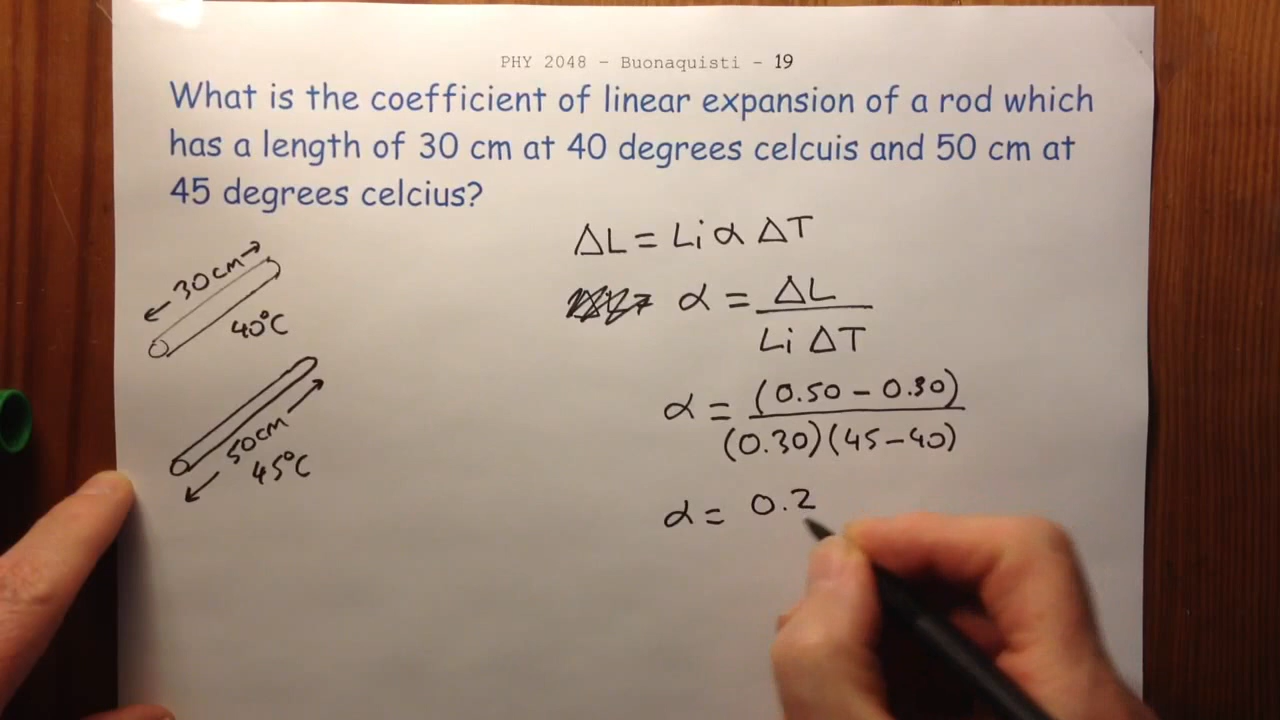 PHY 2048 - Buonaquisti - 19
What is the coefficient of linear expansion of a rod which
has a length of 30 cm at 40 degrees celcuis and 50 cm at
45 degrees celcius?
30cm
40°C
50cm
45°C
ΔL = Li α ΔT
α = ΔL / Li ΔT
α = (0.50 - 0.30) / (0.30)(45-40)
α = 0.2